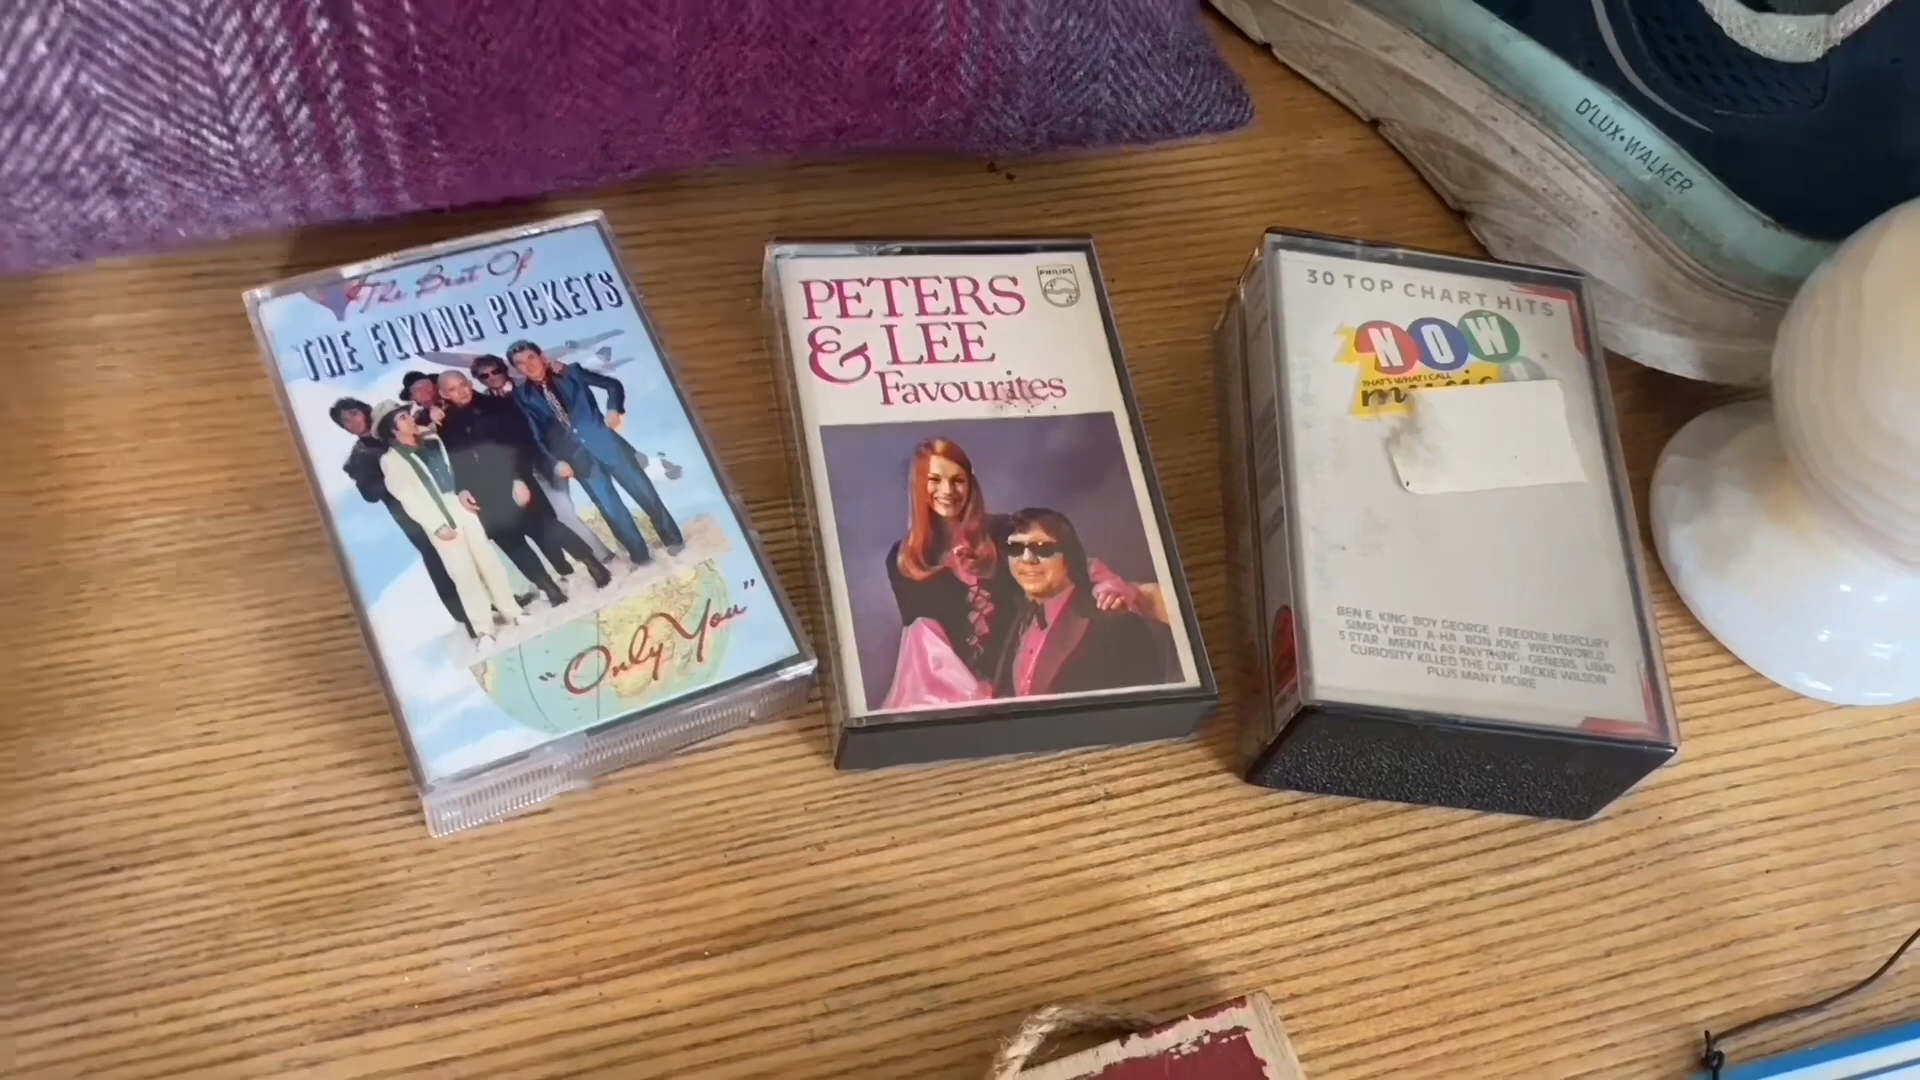 The Best Of
THE FLYING PICKETS
"Only You"
PETERS
& LEE
Favourites
PHILIPS
30 TOP CHART HITS
NOW
THAT'S WHAT I CALL
BEN E. KING BOY GEORGE FREDDIE MERCURY
SIMPLY RED A-HA BON JOVI WESTWORLD
5 STAR MENTAL AS ANYTHING GENESIS UB40
CURIOSITY KILLED THE CAT JACKIE WILSON
PLUS MANY MORE
D'LUX•WALKER